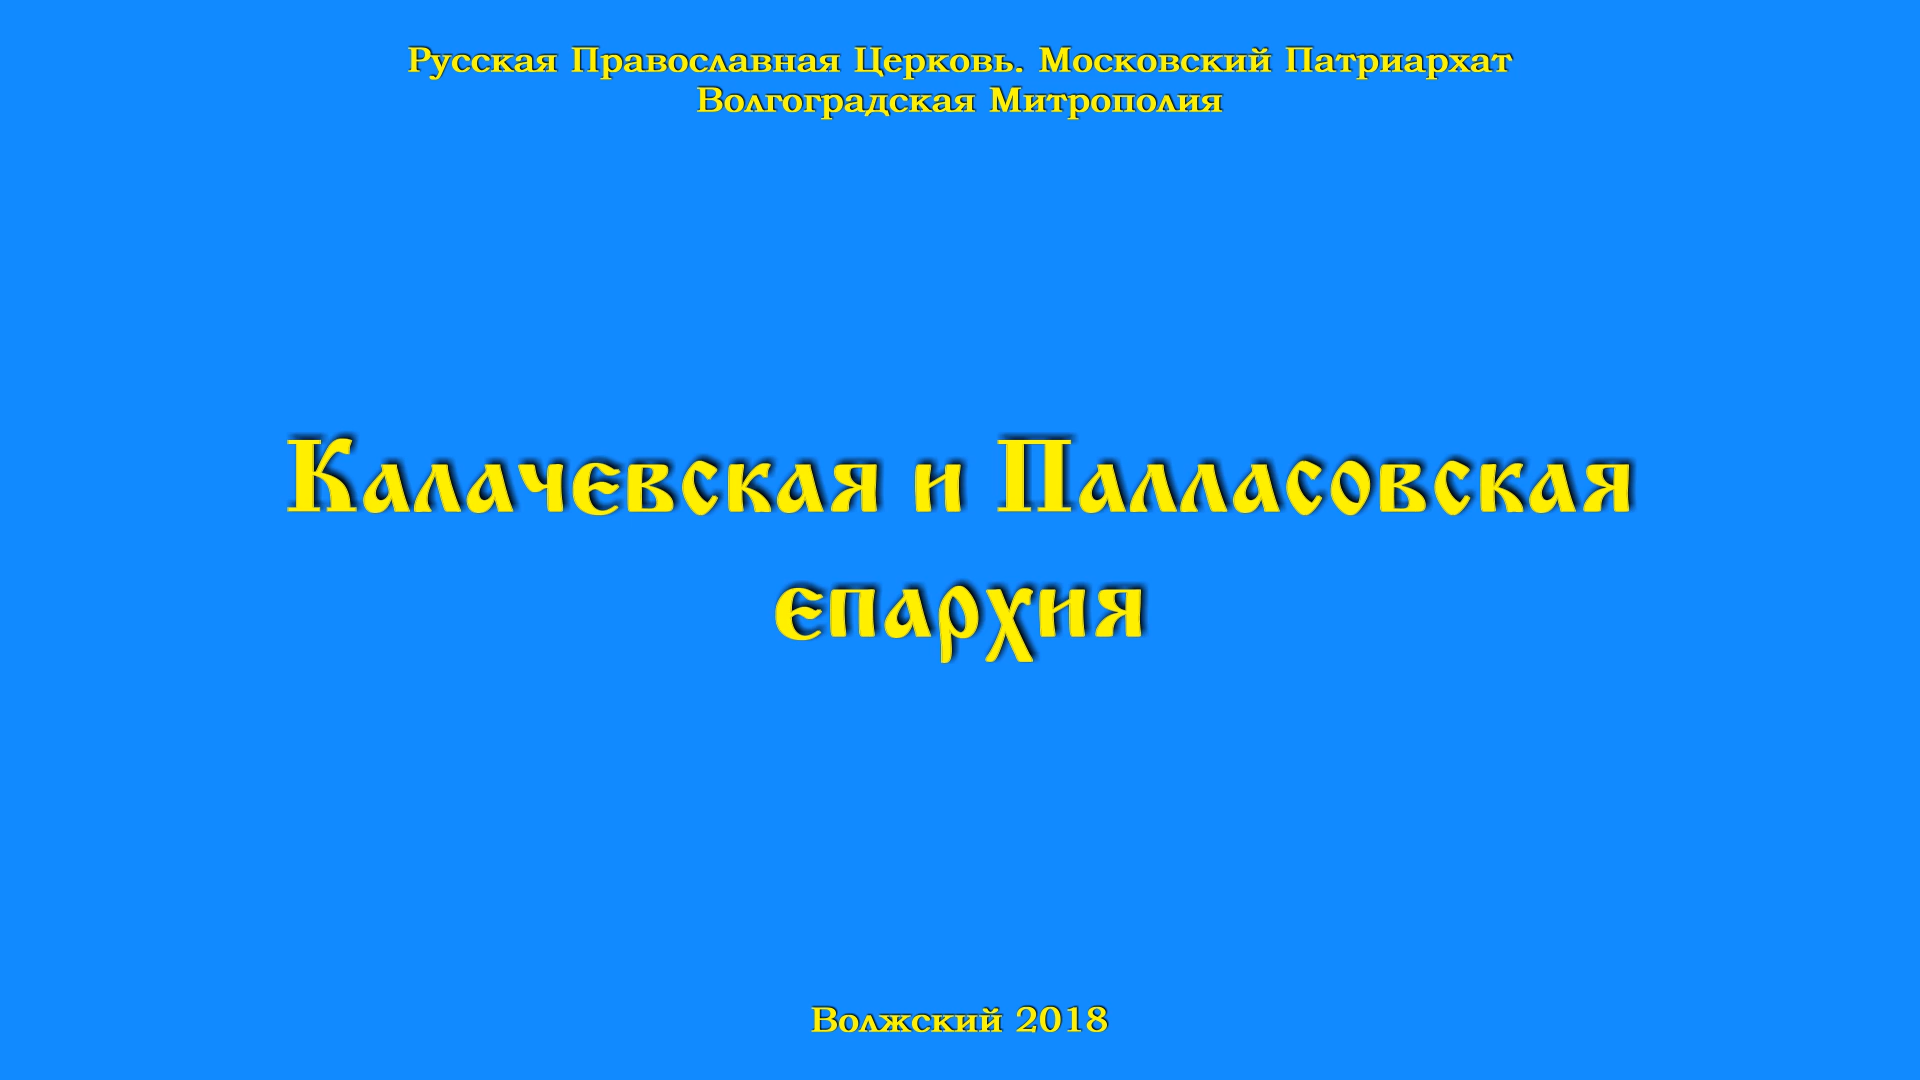 Русская Православная Церковь. Московский Патриархат
Волгоградская Митрополия
Калачевская и Палласовская
епархия
Волжский 2018